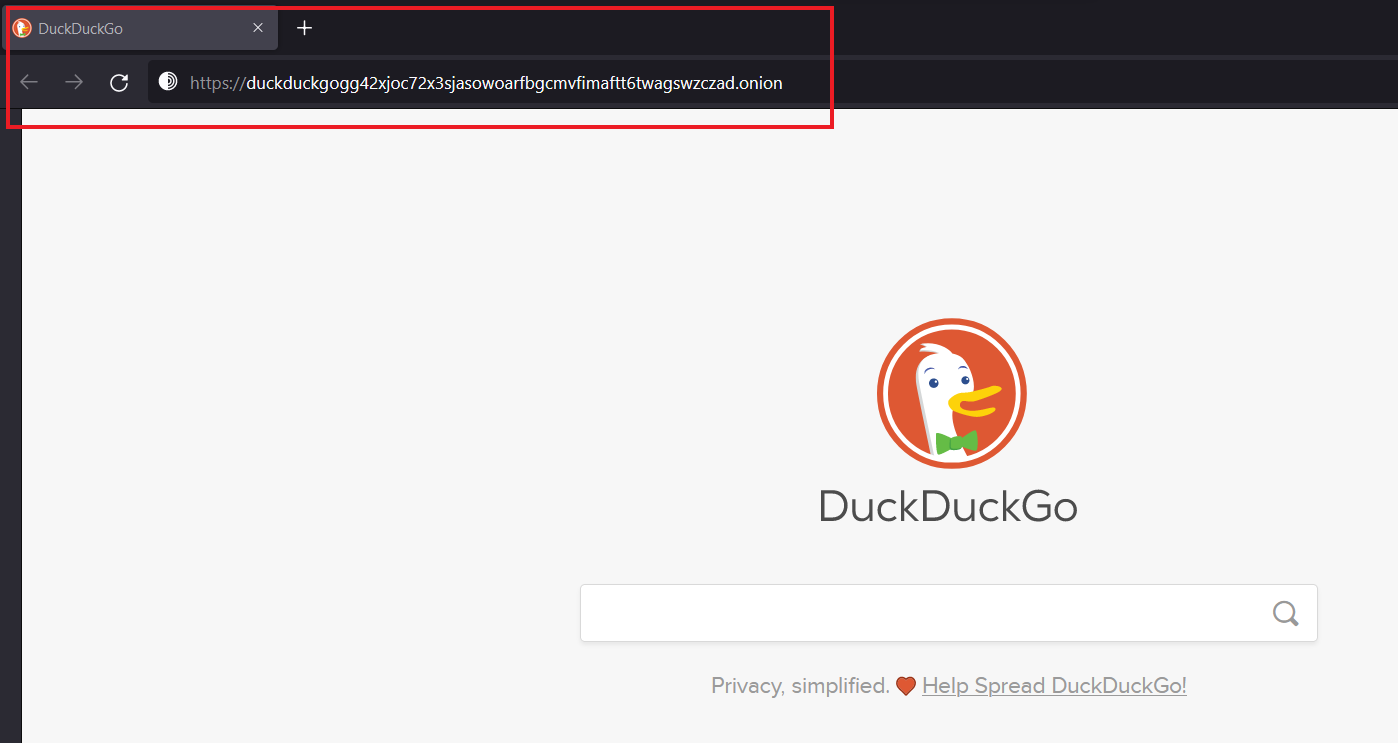 DuckDuckGo
https://duckduckgogg42xjoc72x3sjasowoarfbgcmvfimaftt6twagswzczad.onion
DuckDuckGo
Privacy, simplified. Help Spread DuckDuckGo!